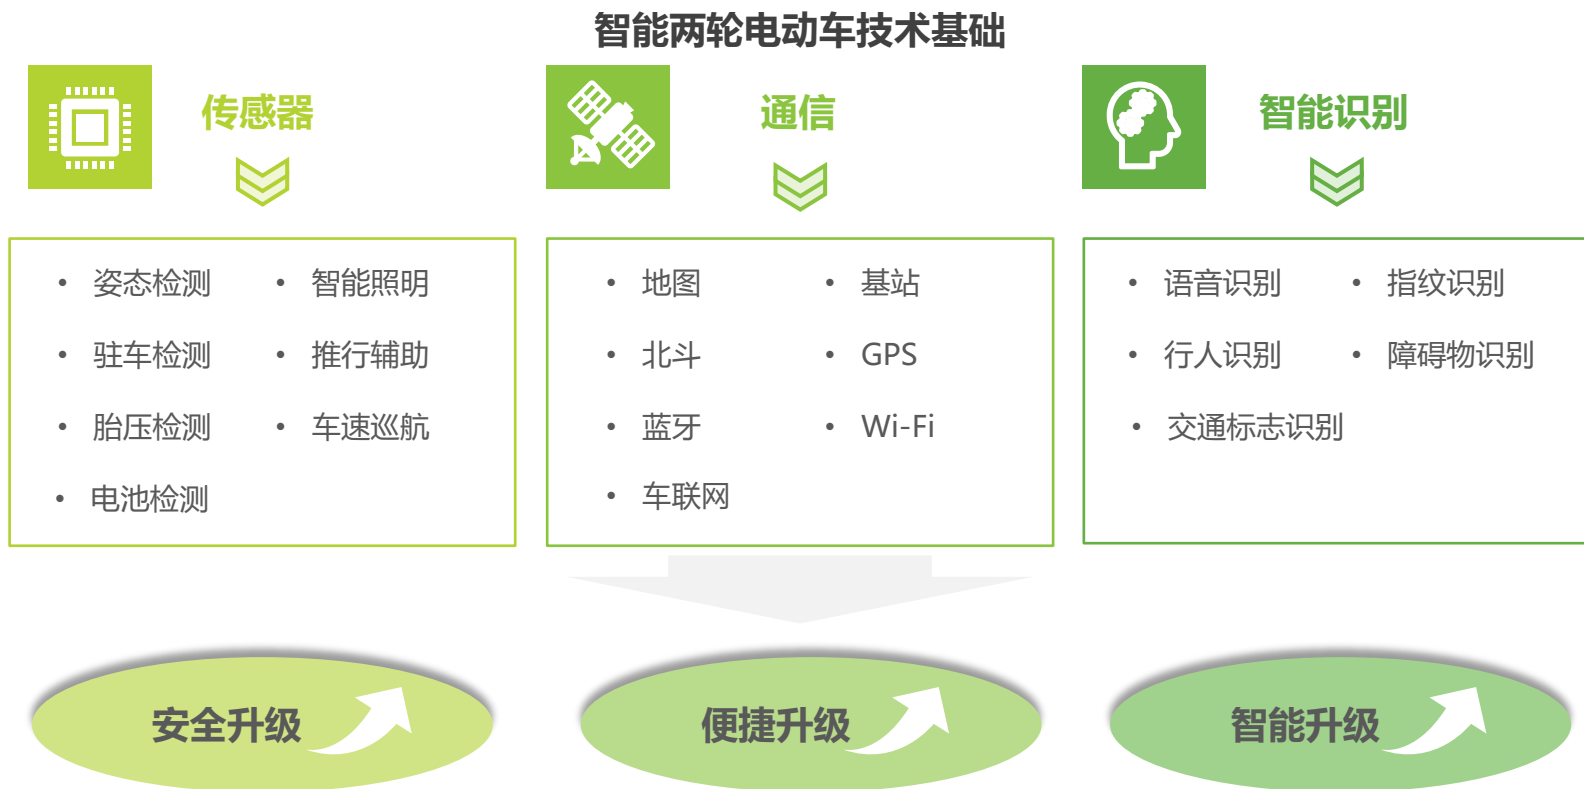 智能两轮电动车技术基础
传感器
• 姿态检测
• 智能照明
• 驻车检测
• 推行辅助
• 胎压检测
• 车速巡航
• 电池检测
通信
• 地图
• 基站
• 北斗
• GPS
• 蓝牙
• Wi-Fi
• 车联网
智能识别
• 语音识别
• 指纹识别
• 行人识别
• 障碍物识别
• 交通标志识别
安全升级
便捷升级
智能升级